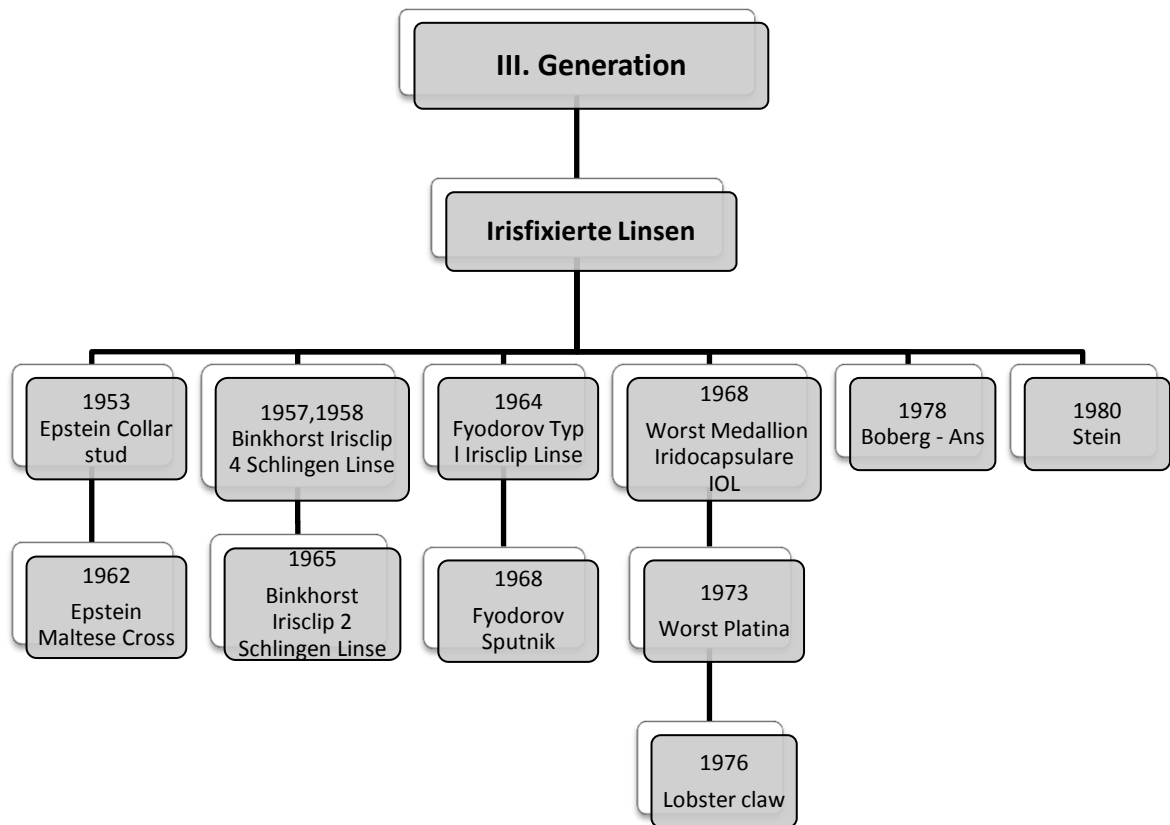 III. Generation
Irisfixierte Linsen
1953
Epstein Collar
stud
1957,1958
Binkhorst Irisclip
4 Schlingen Linse
1964
Fyodorov Typ
l Irisclip Linse
1968
Worst Medallion
Iridocapsulare
IOL
1978
Boberg - Ans
1980
Stein
1962
Epstein
Maltese Cross
1965
Binkhorst
Irisclip 2
Schlingen Linse
1968
Fyodorov
Sputnik
1973
Worst Platina
1976
Lobster claw